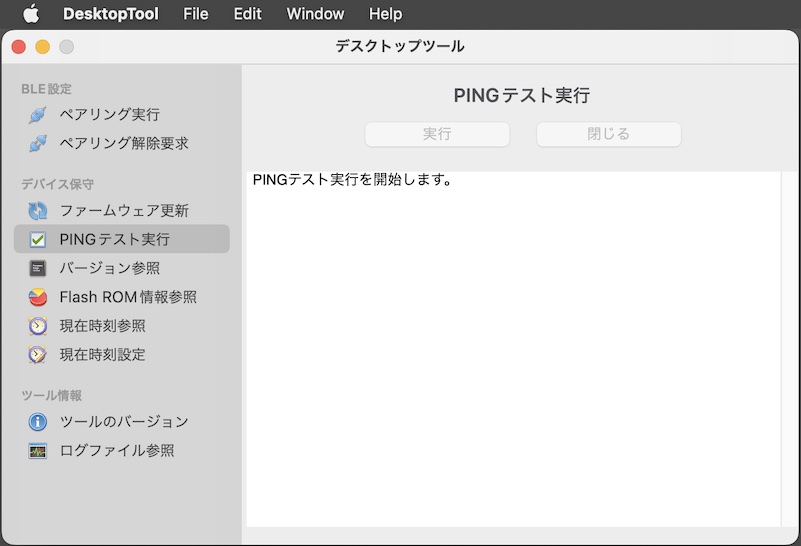 DesktopTool File Edit Window Help
デスクトップツール
BLE設定
ペアリング実行
ペアリング解除要求
デバイス保守
ファームウェア更新
PINGテスト実行
バージョン参照
Flash ROM情報参照
現在時刻参照
現在時刻設定
ツール情報
ツールのバージョン
ログファイル参照
PINGテスト実行
実行 閉じる
PINGテスト実行を開始します。